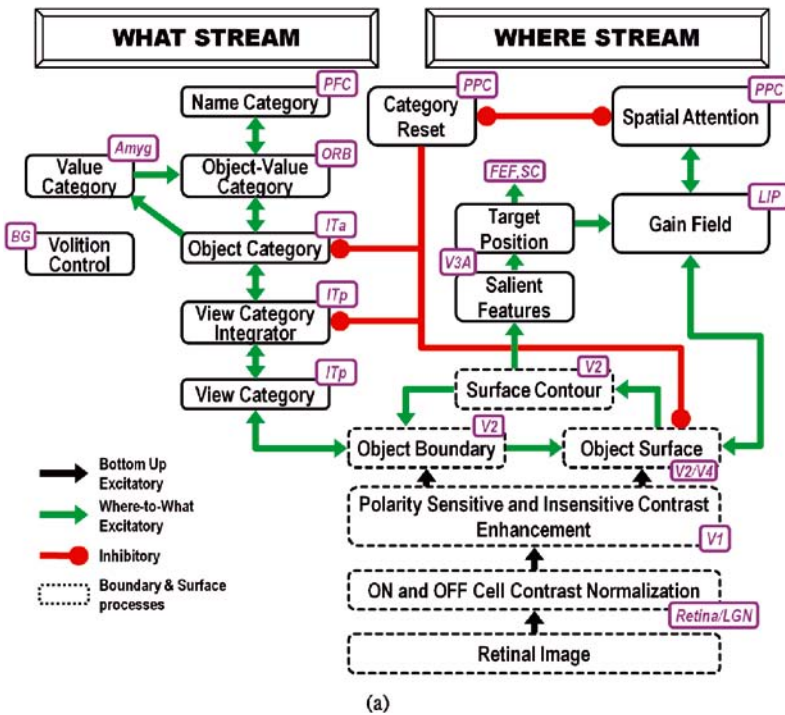 WHAT STREAM
WHERE STREAM
PFC
Name Category
PPC
Category
Reset
PPC
Spatial Attention
Amyg
Value
Category
ORB
Object-Value
Category
FEF,SC
Target
Position
LIP
Gain Field
BG
Volition
Control
ITa
Object Category
V3A
Salient
Features
ITp
View Category
Integrator
ITp
View Category
V2
Surface Contour
V2
Object Boundary
Object Surface
V2/V4
Polarity Sensitive and Insensitive Contrast
Enhancement
V1
ON and OFF Cell Contrast Normalization
Retina/LGN
Retinal Image
Bottom Up
Excitatory
Where-to-What
Excitatory
Inhibitory
Boundary & Surface
processes
(a)